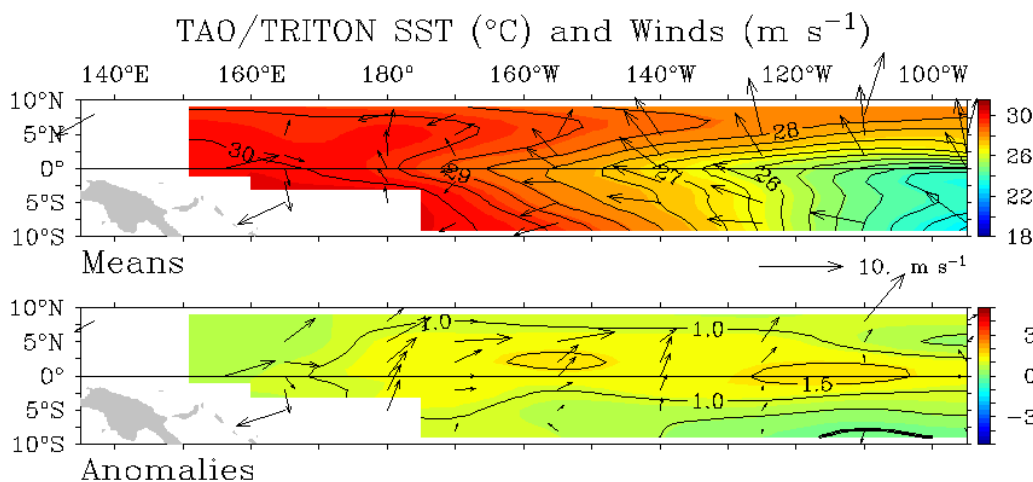 TAO/TRITON SST (°C) and Winds (m s⁻¹)
140°E 160°E 180° 160°W 140°W 120°W 100°W
10°N
5°N
0°
5°S
10°S
30 29 27 26 28
30
26
22
18
Means
10. m s⁻¹
10°N
5°N
0°
5°S
10°S
1.0 1.0 1.5 1.0
3
0
-3
Anomalies